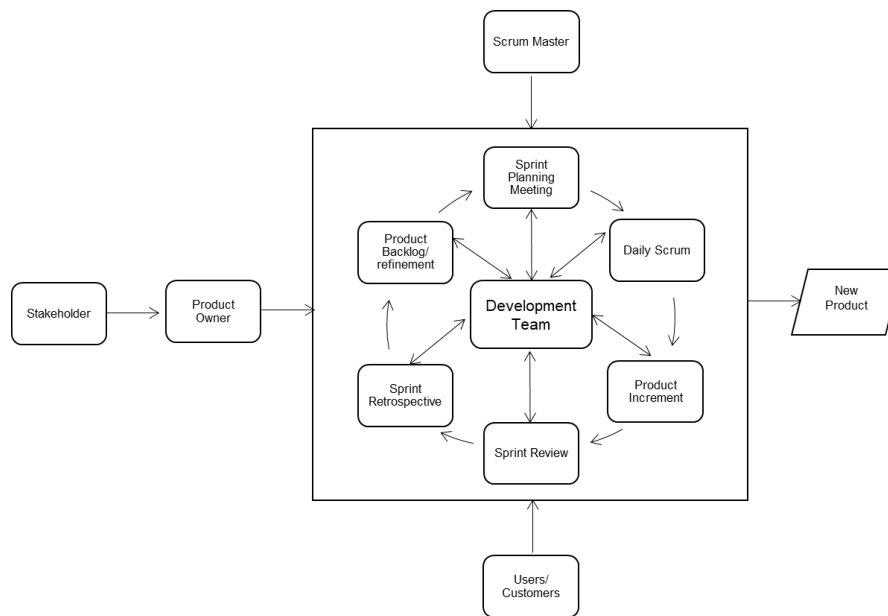 Scrum Master
Sprint
Planning
Meeting
Product
Backlog/
refinement
Daily Scrum
Stakeholder
Product
Owner
Development
Team
New
Product
Sprint
Retrospective
Product
Increment
Sprint Review
Users/
Customers